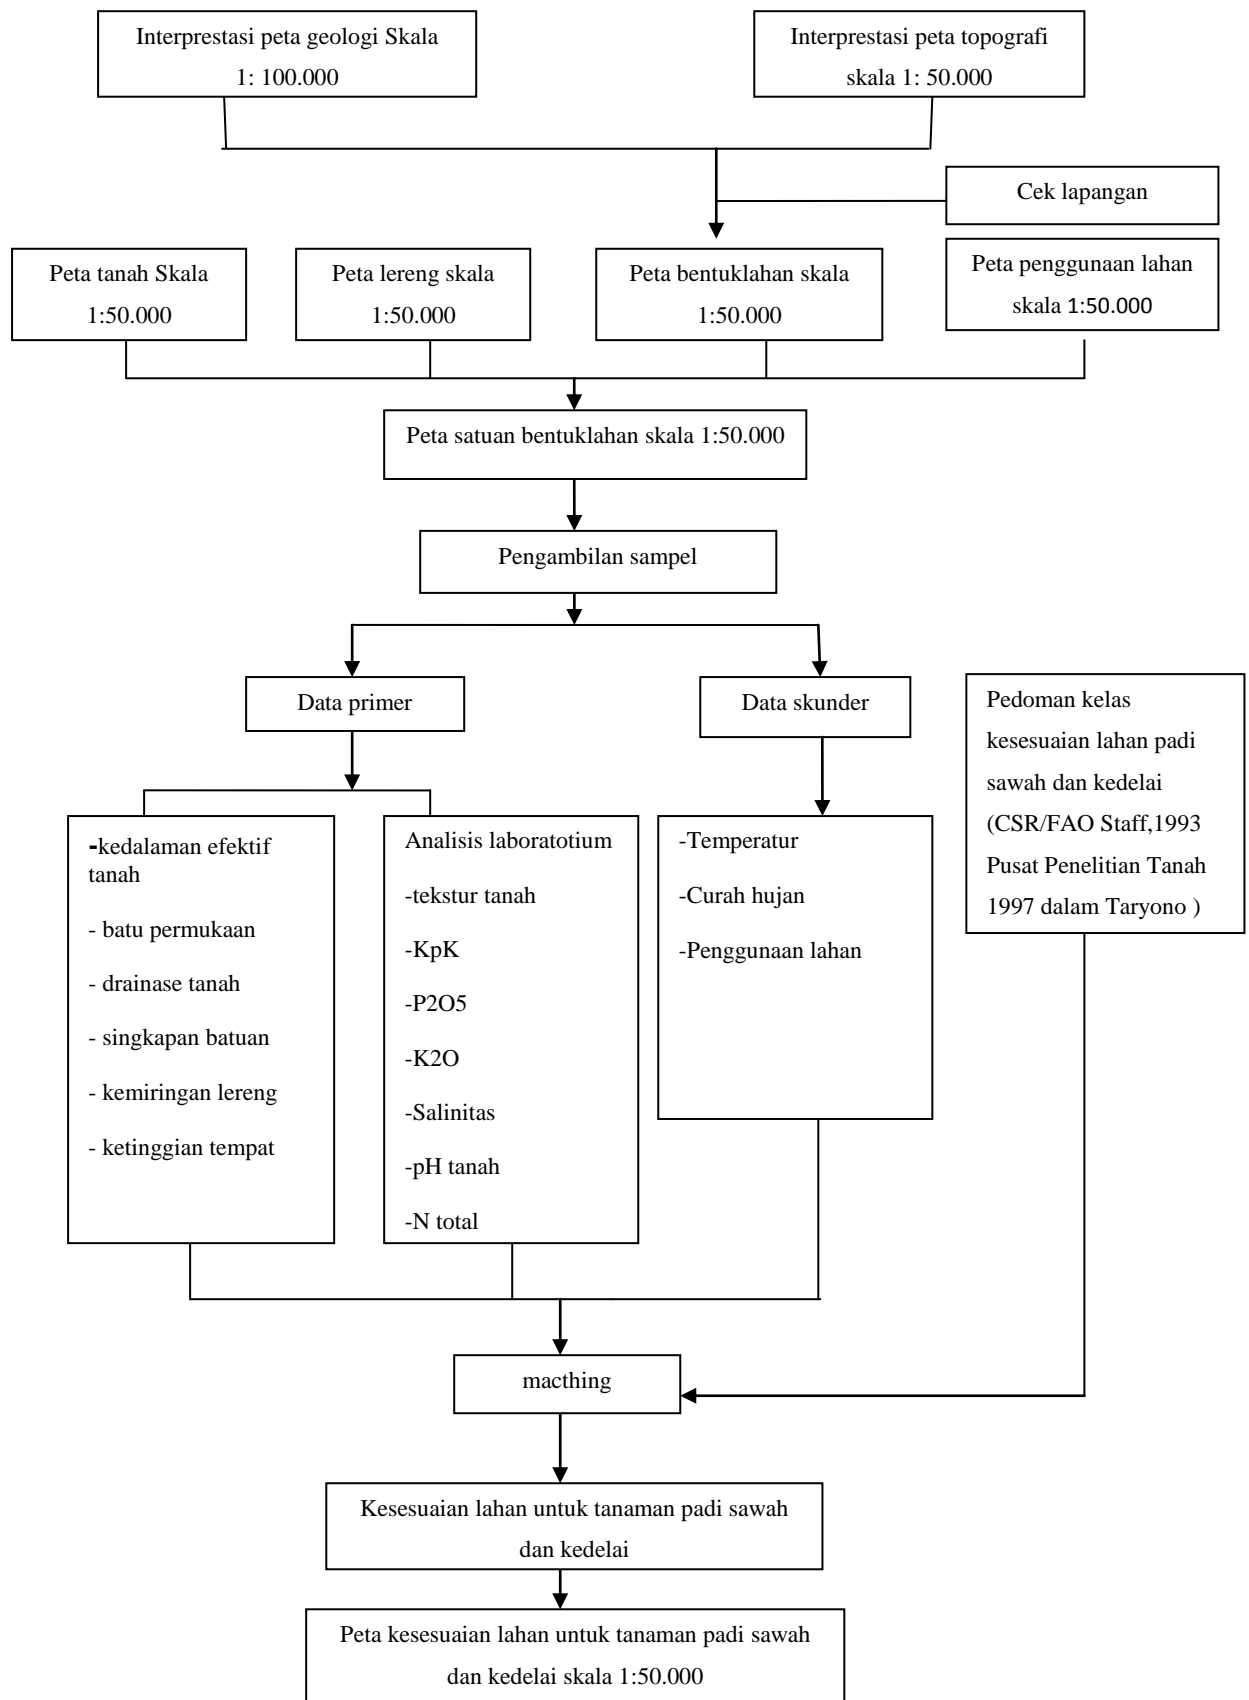 Interprestasi peta geologi Skala
1: 100.000
Interprestasi peta topografi
skala 1: 50.000
Cek lapangan
Peta tanah Skala
1:50.000
Peta lereng skala
1:50.000
Peta bentuklahan skala
1:50.000
Peta penggunaan lahan
skala 1:50.000
Peta satuan bentuklahan skala 1:50.000
Pengambilan sampel
Data primer
Data skunder
Pedoman kelas
kesesuaian lahan padi
sawah dan kedelai
(CSR/FAO Staff,1993
Pusat Penelitian Tanah
1997 dalam Taryono )
-kedalaman efektif
tanah
- batu permukaan
- drainase tanah
- singkapan batuan
- kemiringan lereng
- ketinggian tempat
Analisis laboratotium
-tekstur tanah
-KpK
-P2O5
-K2O
-Salinitas
-pH tanah
-N total
-Temperatur
-Curah hujan
-Penggunaan lahan
macthing
Kesesuaian lahan untuk tanaman padi sawah
dan kedelai
Peta kesesuaian lahan untuk tanaman padi sawah
dan kedelai skala 1:50.000